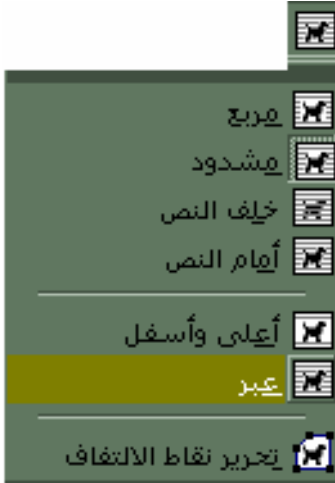 مربع
مشدود
خلف النص
أمام النص
أعلى وأسفل
عبر
تحرير نقاط الالتفاف